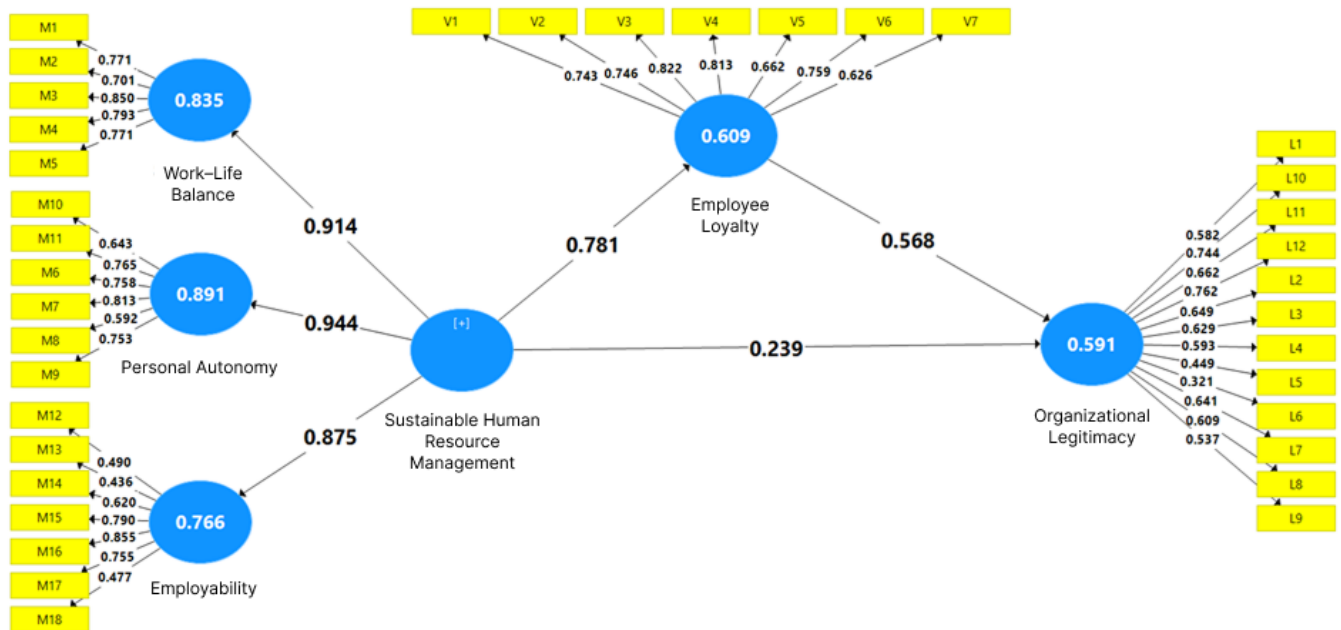 M1
M2
M3
M4
M5
0.771
0.701
0.850
0.793
0.771
0.835
Work–Life
Balance
M10
M11
M6
M7
M8
M9
0.643
0.765
0.758
0.813
0.592
0.753
0.891
Personal Autonomy
M12
M13
M14
M15
M16
M17
M18
0.490
0.436
0.620
0.790
0.855
0.755
0.477
0.766
Employability
0.914
0.944
0.875
[+]
Sustainable Human
Resource
Management
0.781
0.239
V1
V2
V3
V4
V5
V6
V7
0.743
0.746
0.822
0.813
0.662
0.759
0.626
0.609
Employee
Loyalty
0.568
0.591
Organizational
Legitimacy
0.582
0.744
0.662
0.762
0.649
0.629
0.593
0.449
0.321
0.641
0.609
0.537
L1
L10
L11
L12
L2
L3
L4
L5
L6
L7
L8
L9